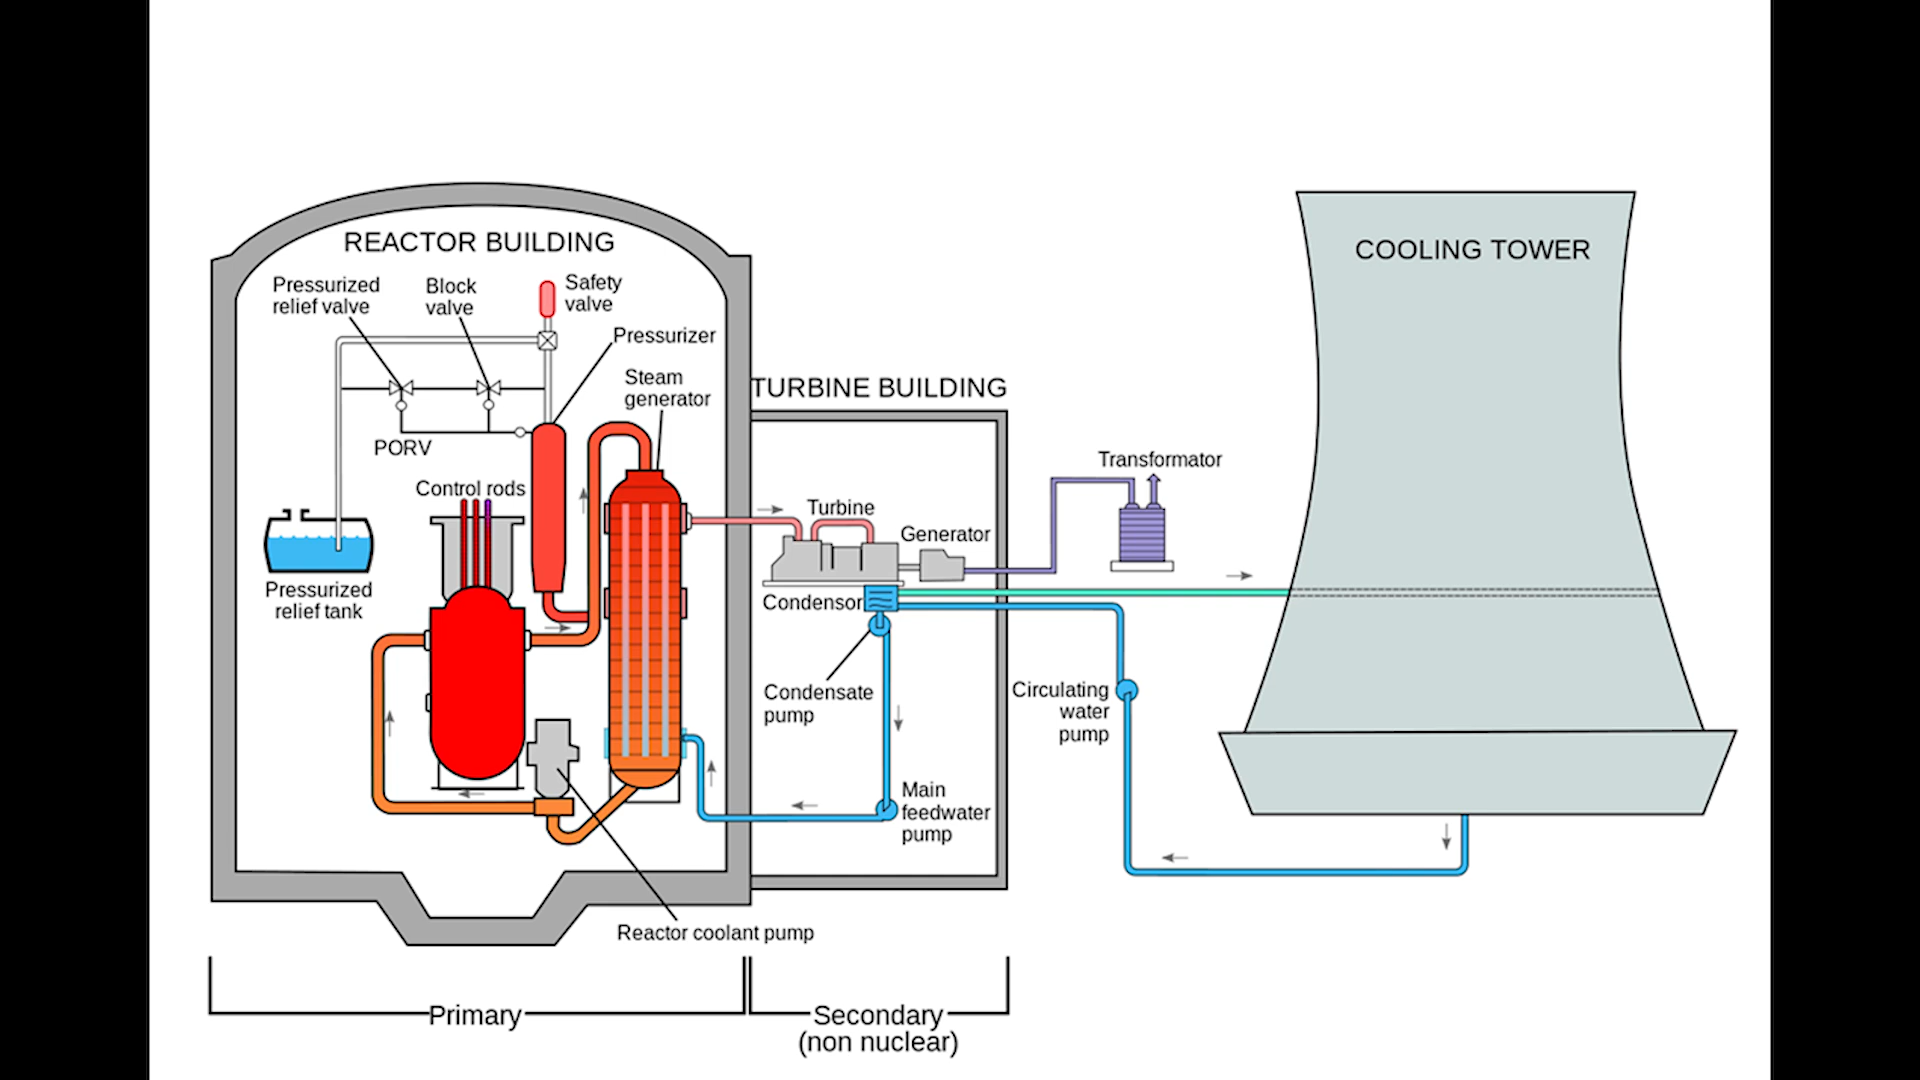 REACTOR BUILDING
Pressurized
relief valve
Block
valve
Safety
valve
Pressurizer
Steam
generator
PORV
Control rods
Pressurized
relief tank
Reactor coolant pump
TURBINE BUILDING
Turbine
Generator
Condensor
Condensate
pump
Main
feedwater
pump
Transformator
Circulating
water
pump
COOLING TOWER
Primary
Secondary
(non nuclear)